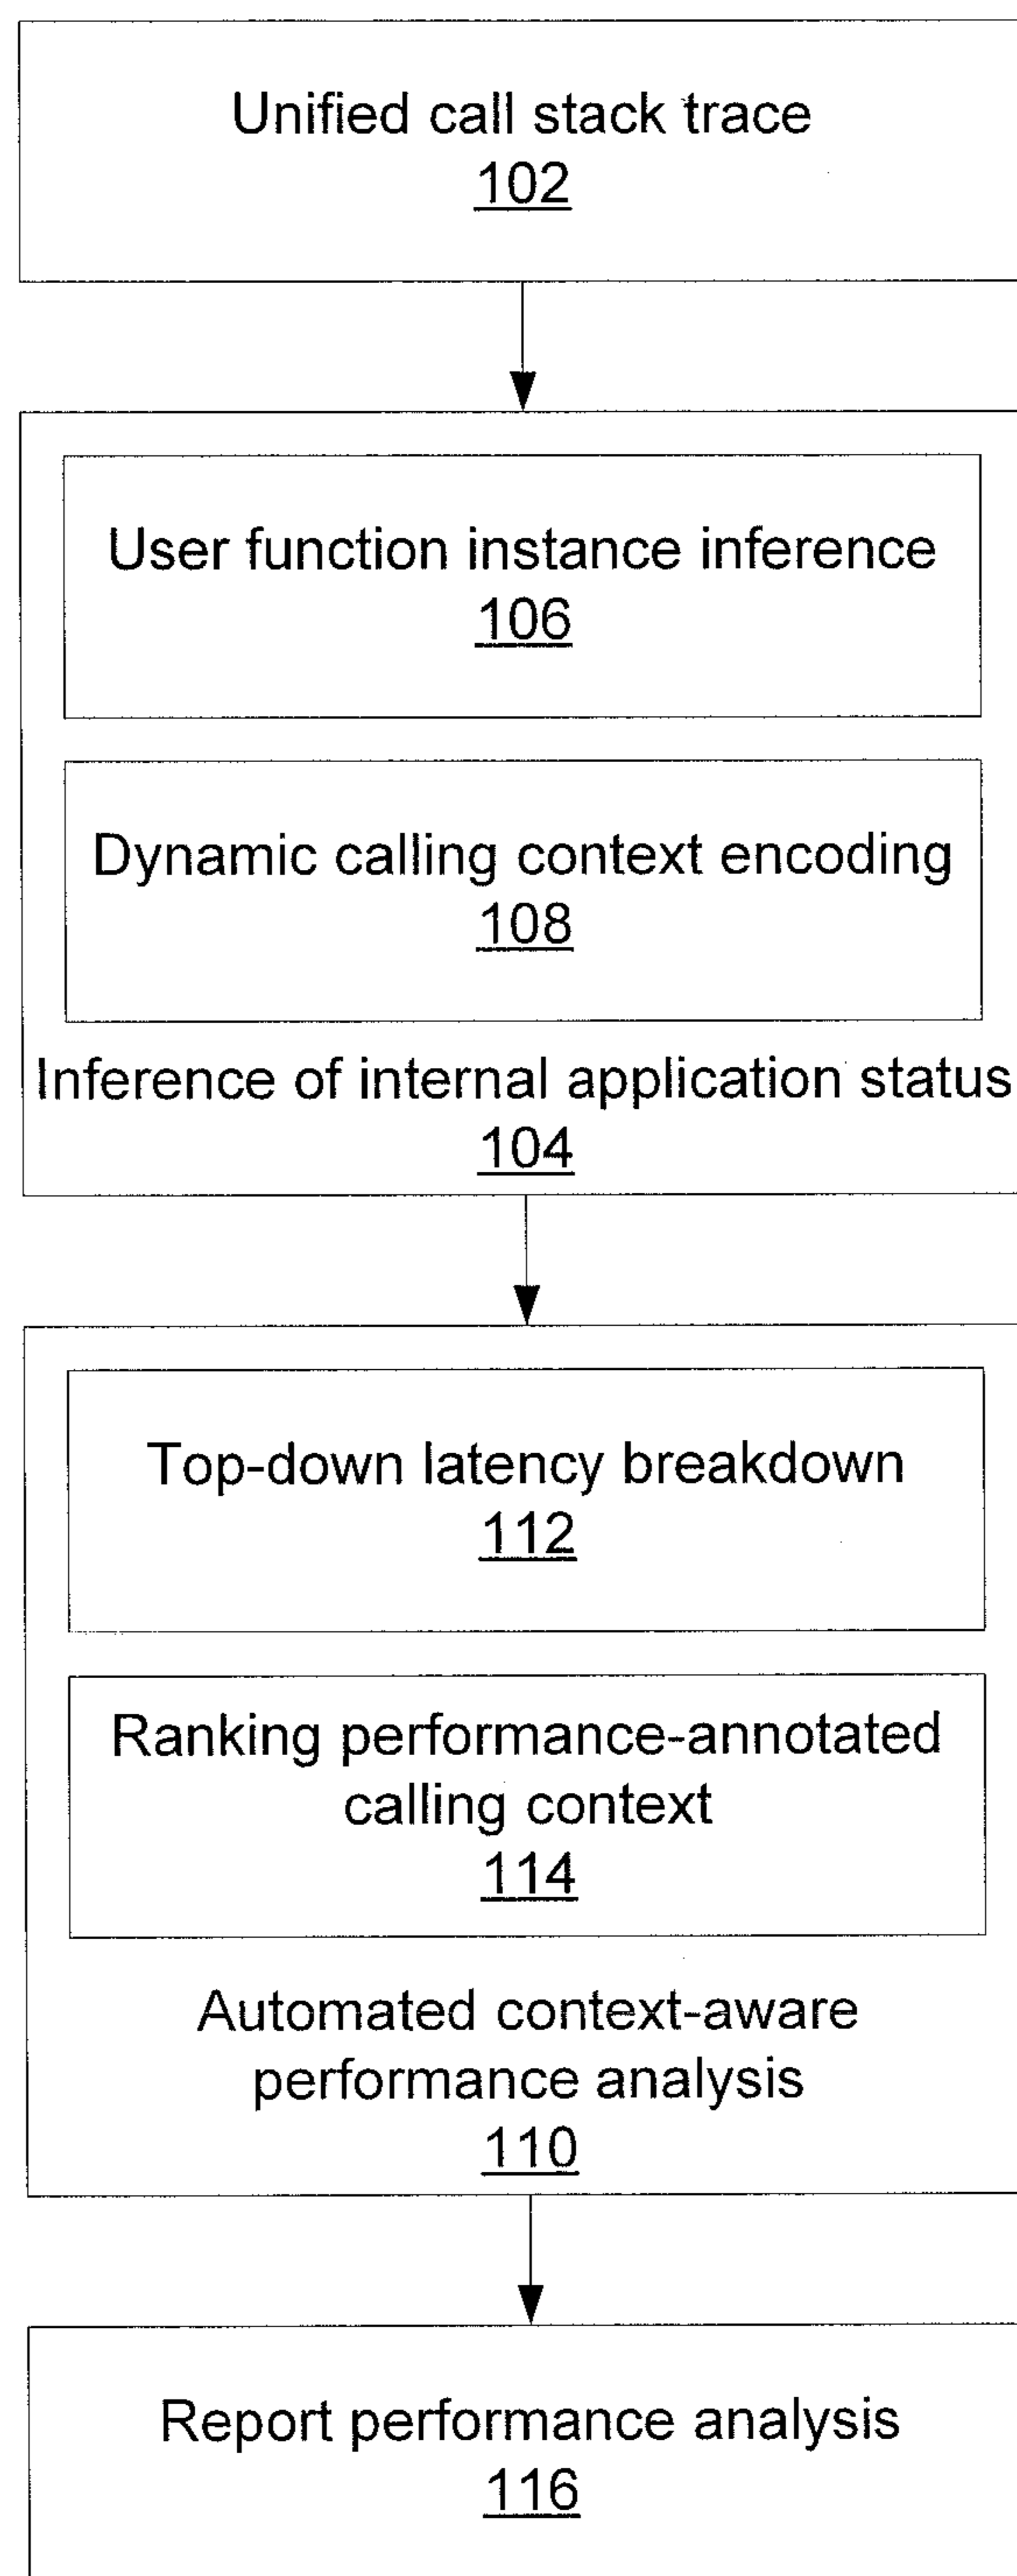 Unified call stack trace
102
User function instance inference
106
Dynamic calling context encoding
108
Inference of internal application status
104
Top-down latency breakdown
112
Ranking performance-annotated
calling context
114
Automated context-aware
performance analysis
110
Report performance analysis
116